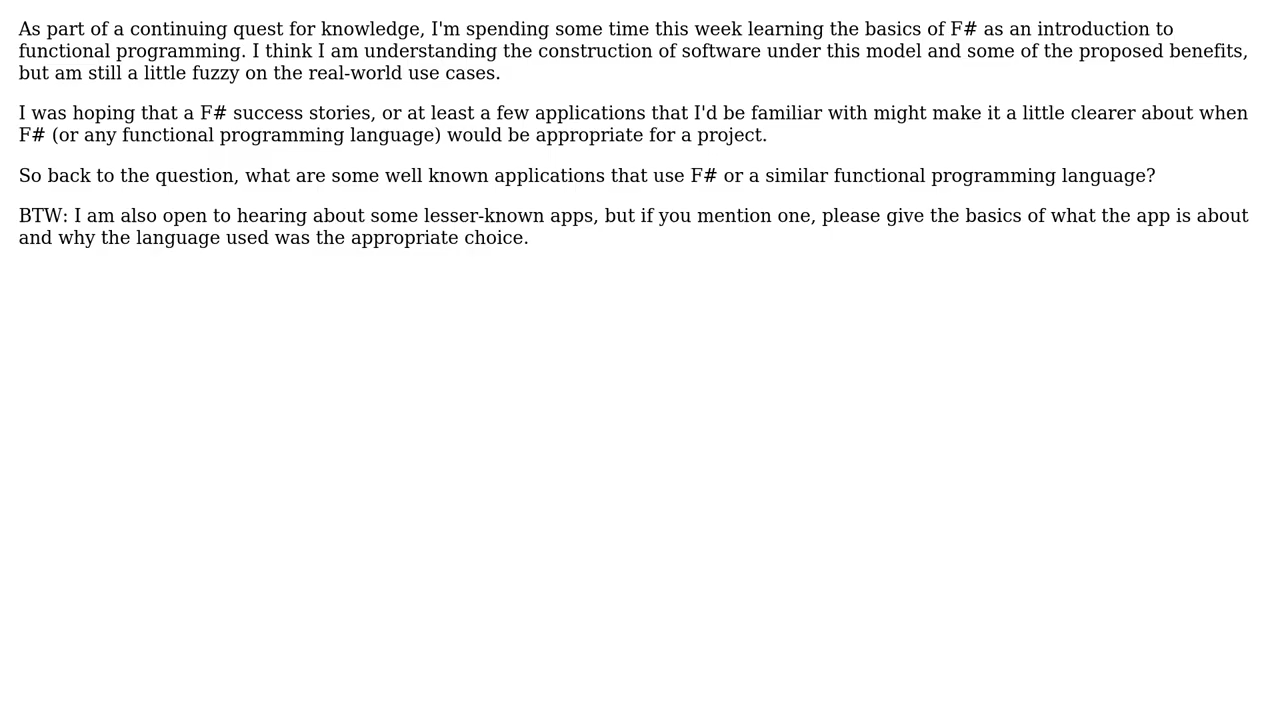 As part of a continuing quest for knowledge, I'm spending some time this week learning the basics of F# as an introduction to
functional programming. I think I am understanding the construction of software under this model and some of the proposed benefits,
but am still a little fuzzy on the real-world use cases.
I was hoping that a F# success stories, or at least a few applications that I'd be familiar with might make it a little clearer about when
F# (or any functional programming language) would be appropriate for a project.
So back to the question, what are some well known applications that use F# or a similar functional programming language?
BTW: I am also open to hearing about some lesser-known apps, but if you mention one, please give the basics of what the app is about
and why the language used was the appropriate choice.